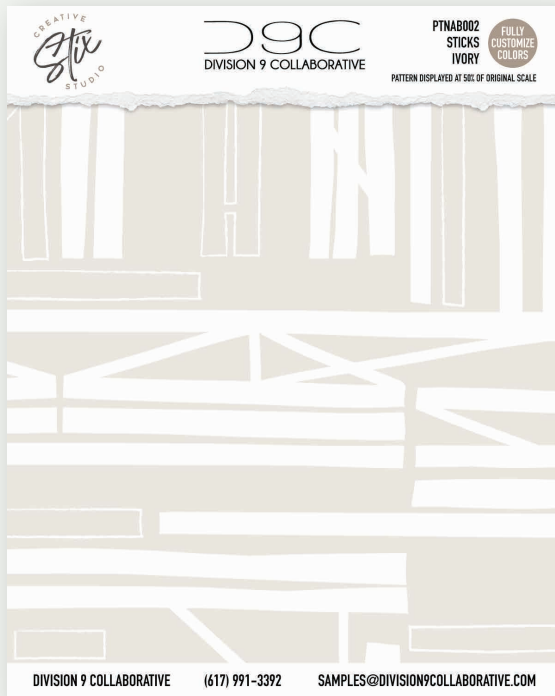 CREATIVE
Stix
STUDIO
D9C
DIVISION 9 COLLABORATIVE
PTNAB002
STICKS
IVORY
FULLY
CUSTOMIZE
COLORS
PATTERN DISPLAYED AT 50% OF ORIGINAL SCALE
DIVISION 9 COLLABORATIVE (617) 991-3392 SAMPLES@DIVISION9COLLABORATIVE.COM